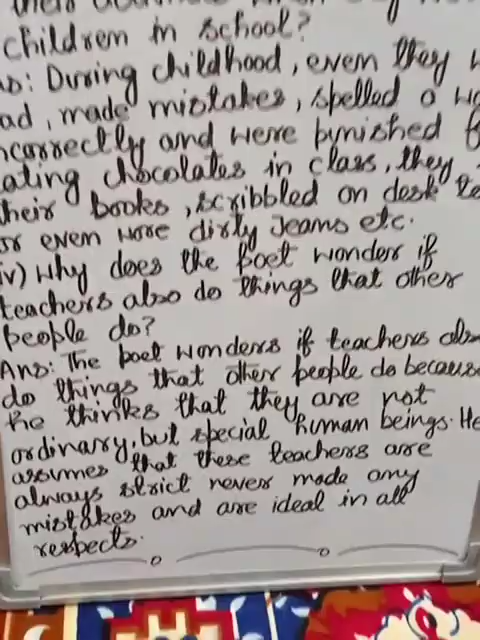 their when
children in school?
: During childhood, even they
ad, made mistakes, spelled a
ncorrectly and were punished
ating chocolates in class, they
their books, scribbled on desk
or even wore dirty Jeans etc.
iv) Why does the Poet wonder if
teachers also do things that other
people do?
Ans: The poet wonders if teachers also
do things that other people do because
he thinks that they are not
ordinary, but special human beings. He
assumes that these teachers are
always strict never made any
mistakes and are ideal in all
respects.